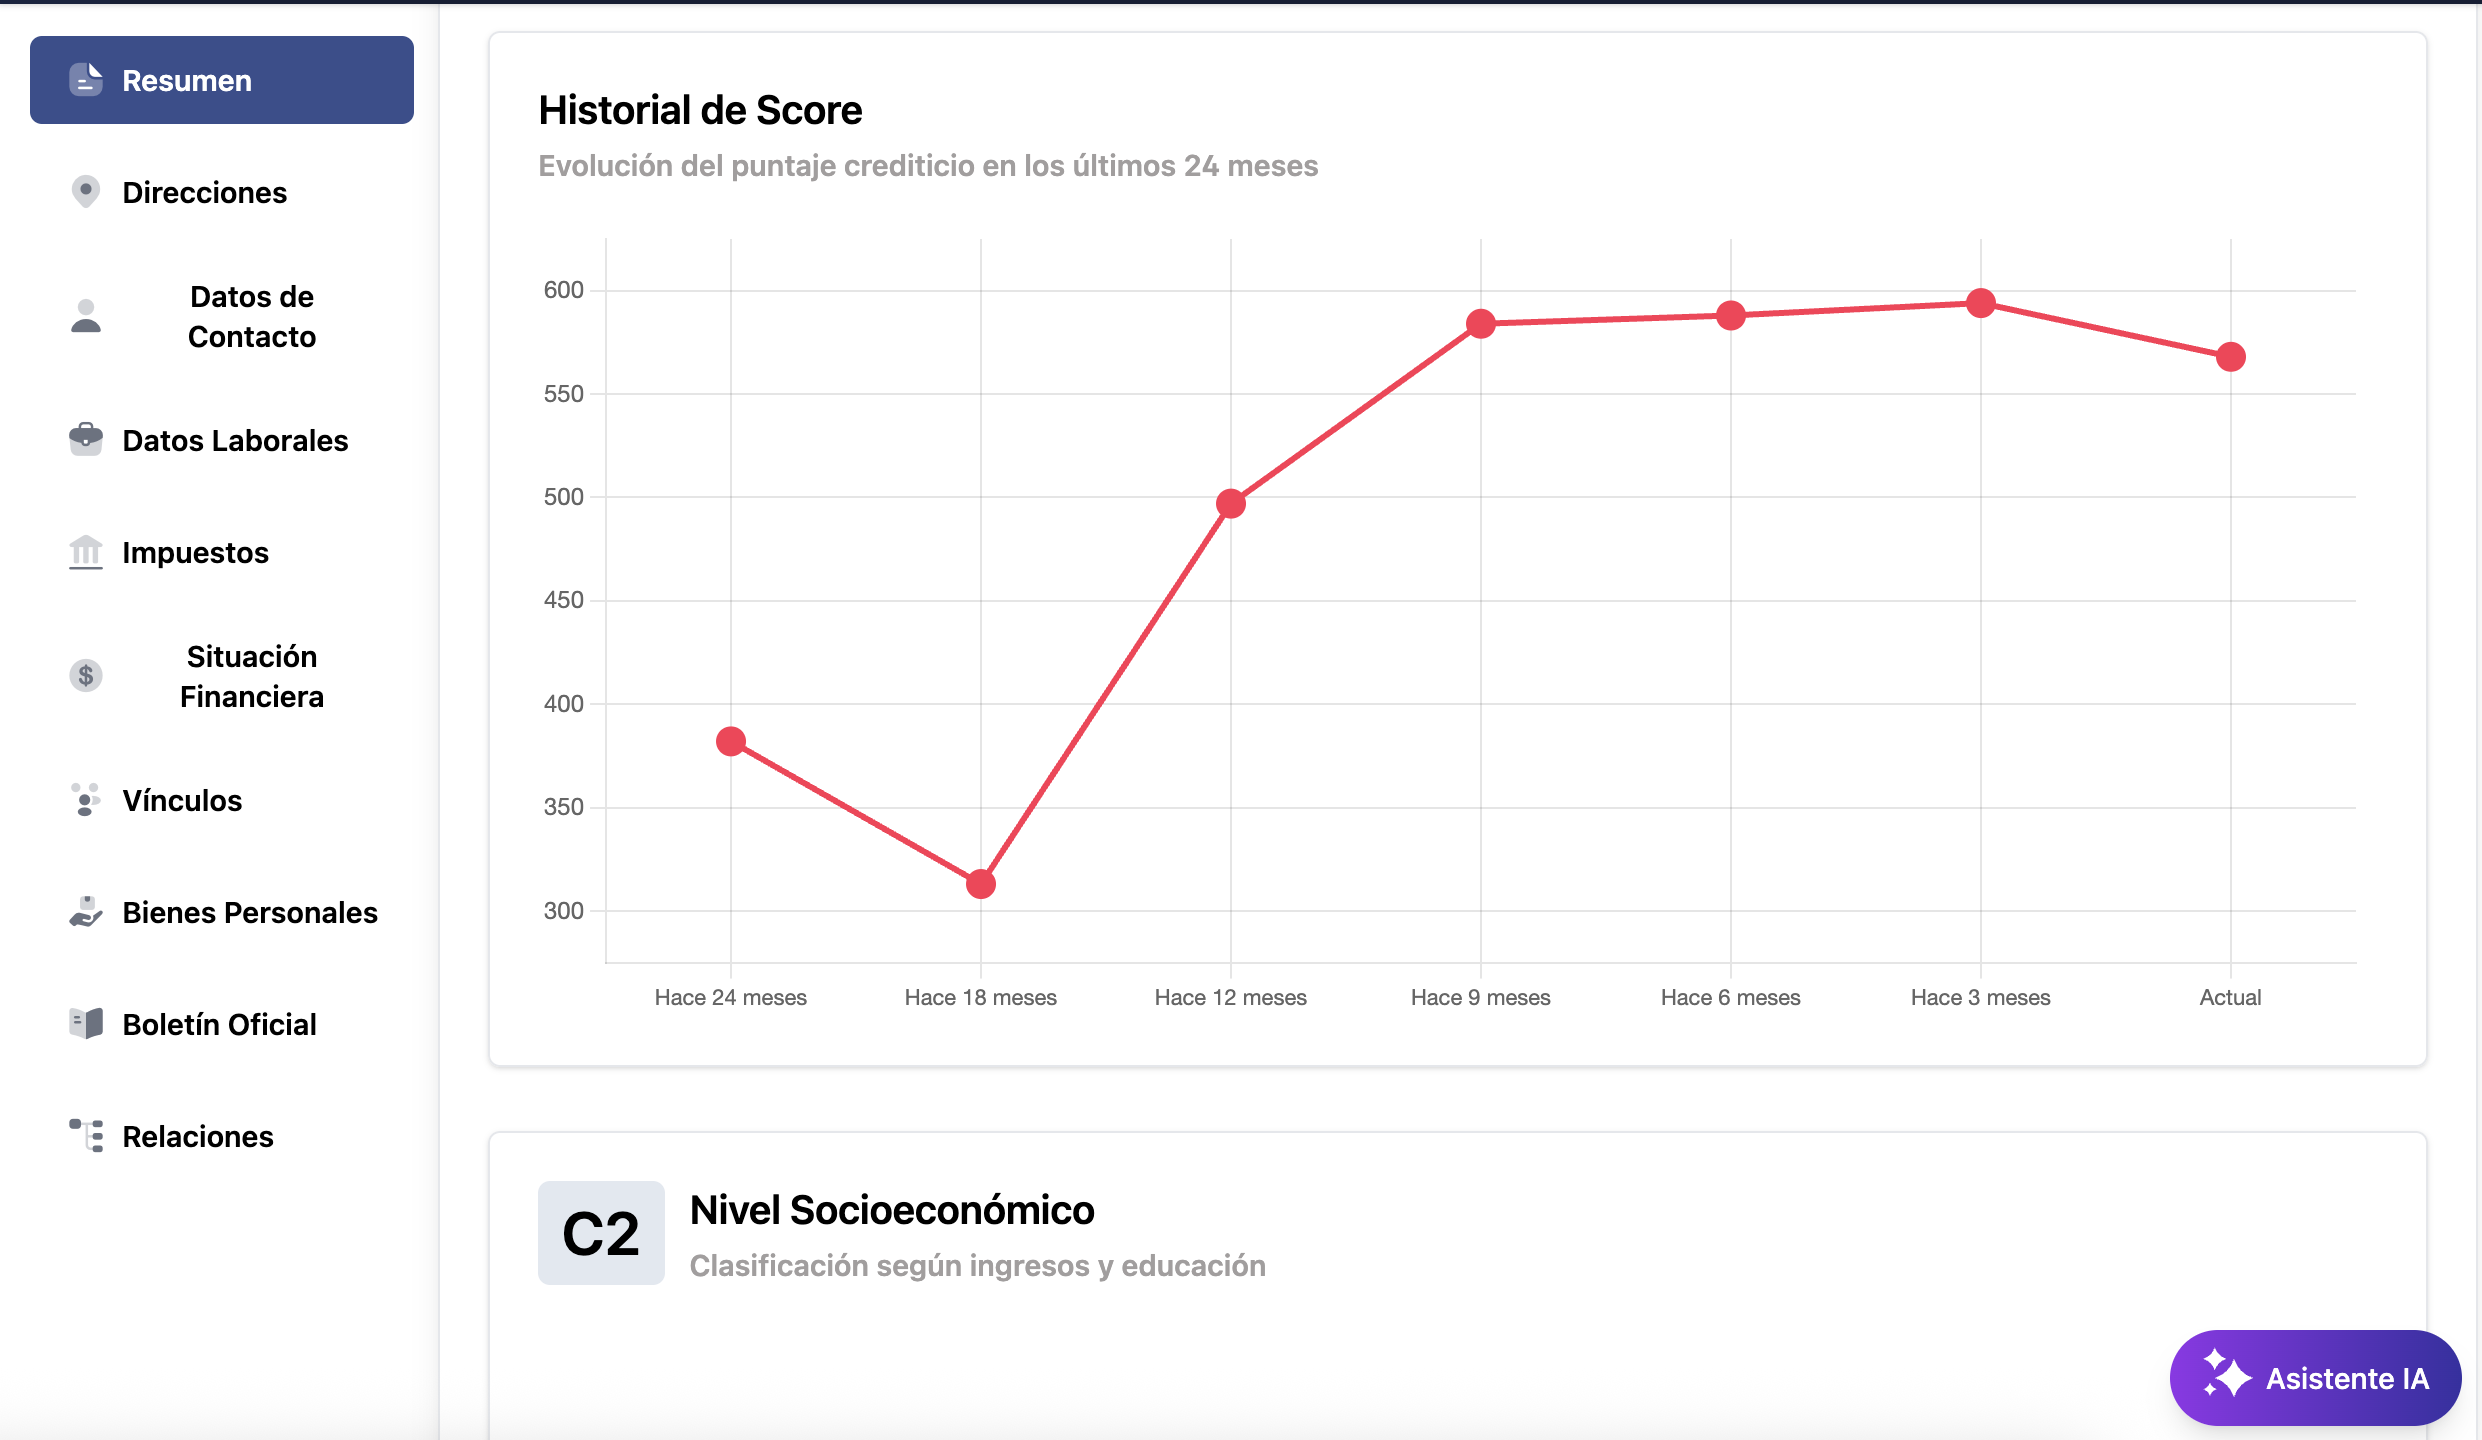 Resumen
Direcciones
Datos de
Contacto
Datos Laborales
Impuestos
Situación
Financiera
Vínculos
Bienes Personales
Boletín Oficial
Relaciones
Historial de Score
Evolución del puntaje crediticio en los últimos 24 meses
600
550
500
450
400
350
300
Hace 24 meses
Hace 18 meses
Hace 12 meses
Hace 9 meses
Hace 6 meses
Hace 3 meses
Actual
C2
Nivel Socioeconómico
Clasificación según ingresos y educación
Asistente IA